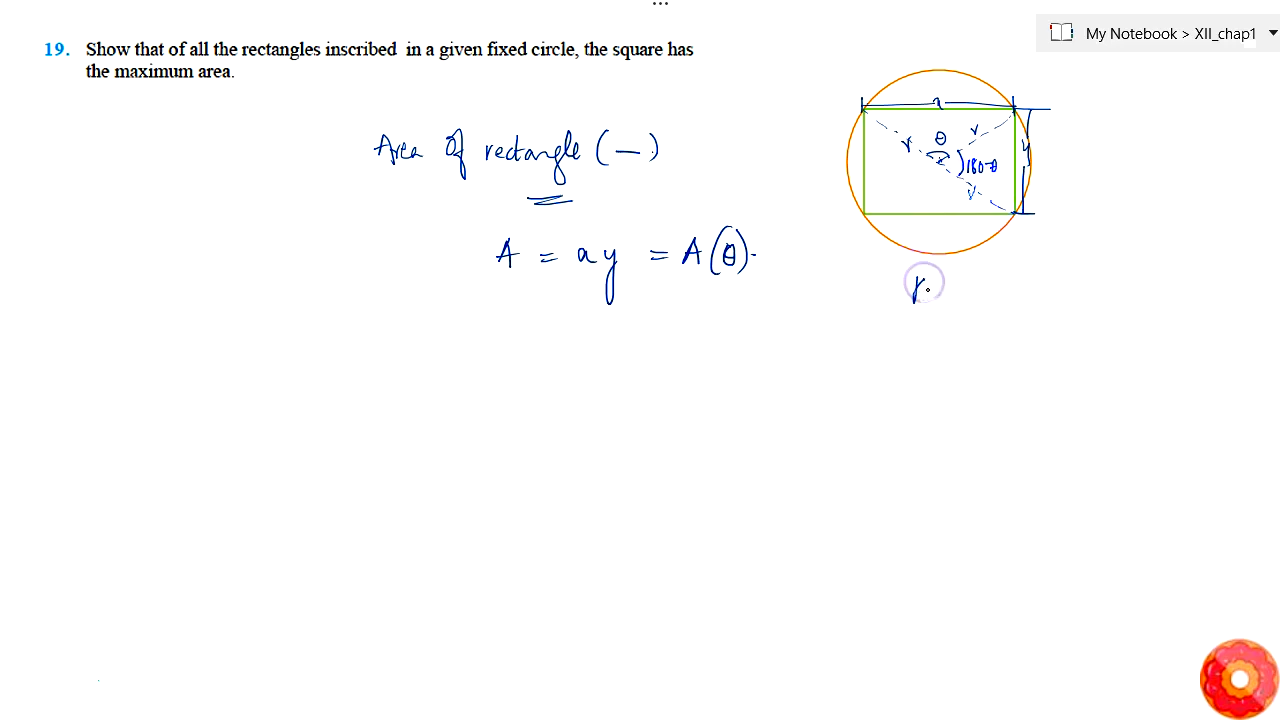 ...
My Notebook > XII_chap1
19. Show that of all the rectangles inscribed in a given fixed circle, the square has
the maximum area.
Area of rectangle ( — )
A = xy = A(θ).
x
θ
r r
y
180-θ
r
r.